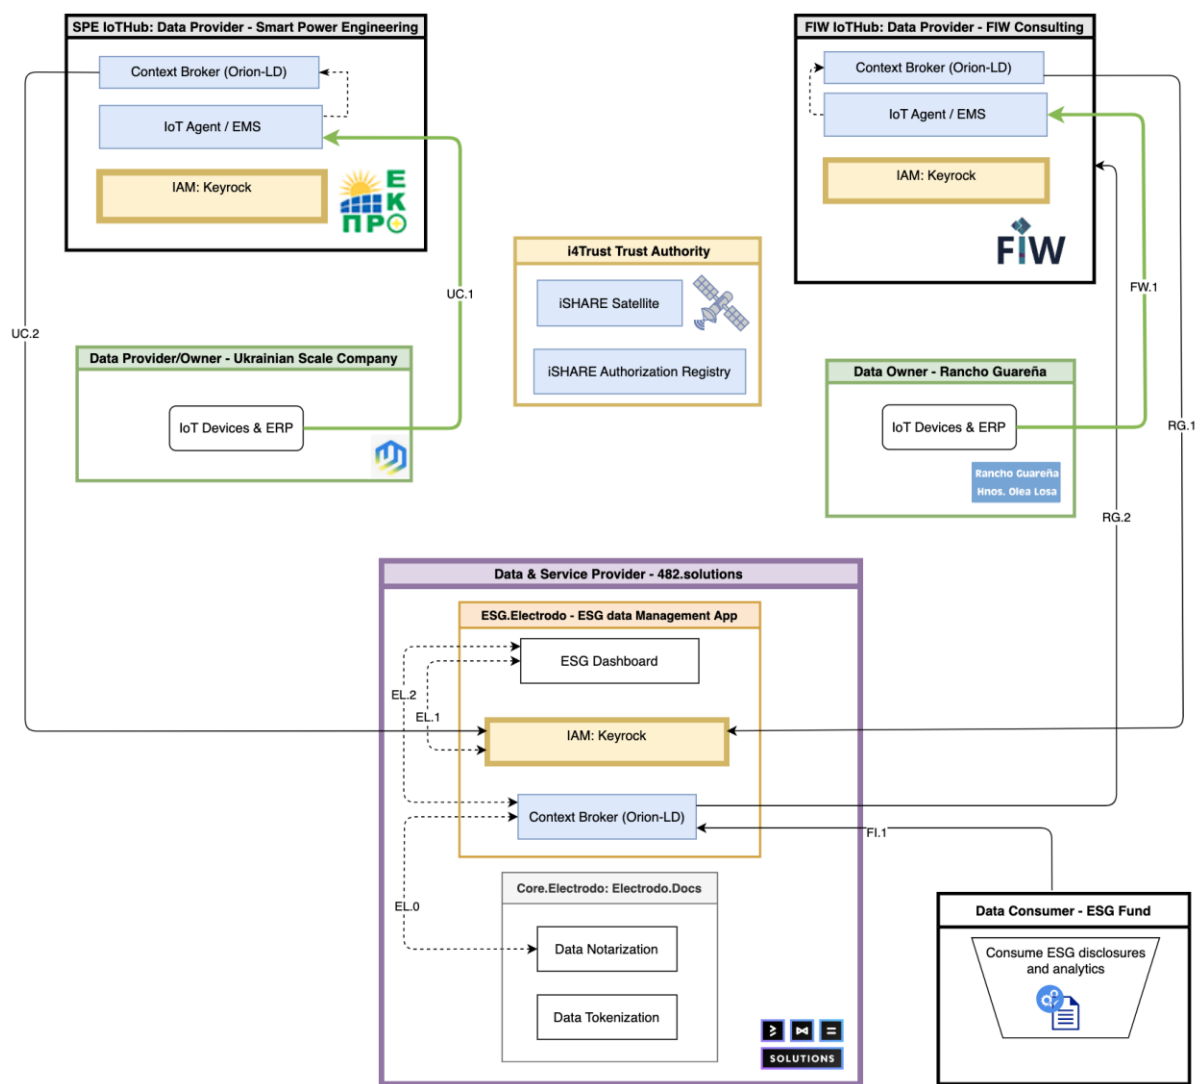 SPE IoTHub: Data Provider - Smart Power Engineering
Context Broker (Orion-LD)
IoT Agent / EMS
IAM: Keyrock
Е
К
ПРО
FIW IoTHub: Data Provider - FIW Consulting
Context Broker (Orion-LD)
IoT Agent / EMS
IAM: Keyrock
FIW
i4Trust Trust Authority
iSHARE Satellite
iSHARE Authorization Registry
UC.1
UC.2
FW.1
RG.1
RG.2
Data Provider/Owner - Ukrainian Scale Company
IoT Devices & ERP
Data Owner - Rancho Guareña
IoT Devices & ERP
Rancho Guareña
Hnos. Olea Losa
Data & Service Provider - 482.solutions
ESG.Electrodo - ESG data Management App
ESG Dashboard
EL.2
EL.1
IAM: Keyrock
Context Broker (Orion-LD)
FI.1
Core.Electrodo: Electrodo.Docs
EL.0
Data Notarization
Data Tokenization
SOLUTIONS
Data Consumer - ESG Fund
Consume ESG disclosures
and analytics